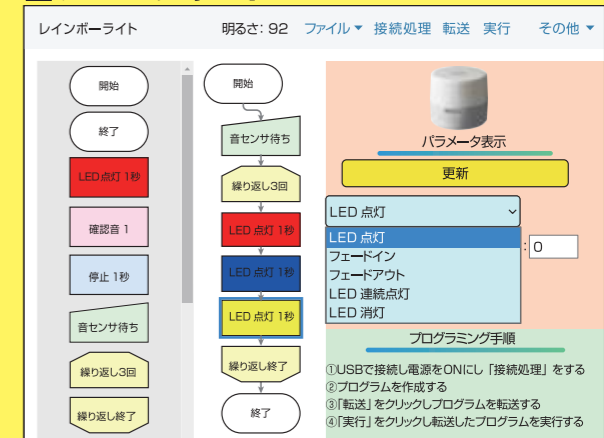 レインボーライト
明るさ: 92
ファイル▼ 接続処理 転送 実行 その他▼
開始
終了
LED点灯 1秒
確認音 1
停止 1秒
音センサ待ち
繰り返し3回
繰り返し終了
開始
音センサ待ち
繰り返し3回
LED 点灯 1秒
LED 点灯 1秒
LED 点灯 1秒
繰り返し終了
終了
パラメータ表示
更新
LED 点灯
: 0
LED 点灯
フェードイン
フェードアウト
LED 連続点灯
LED 消灯
プログラミング手順
①USBで接続し電源をONにし「接続処理」をする
②プログラムを作成する
③「転送」をクリックしプログラムを転送する
④「実行」をクリックし転送したプログラムを実行する